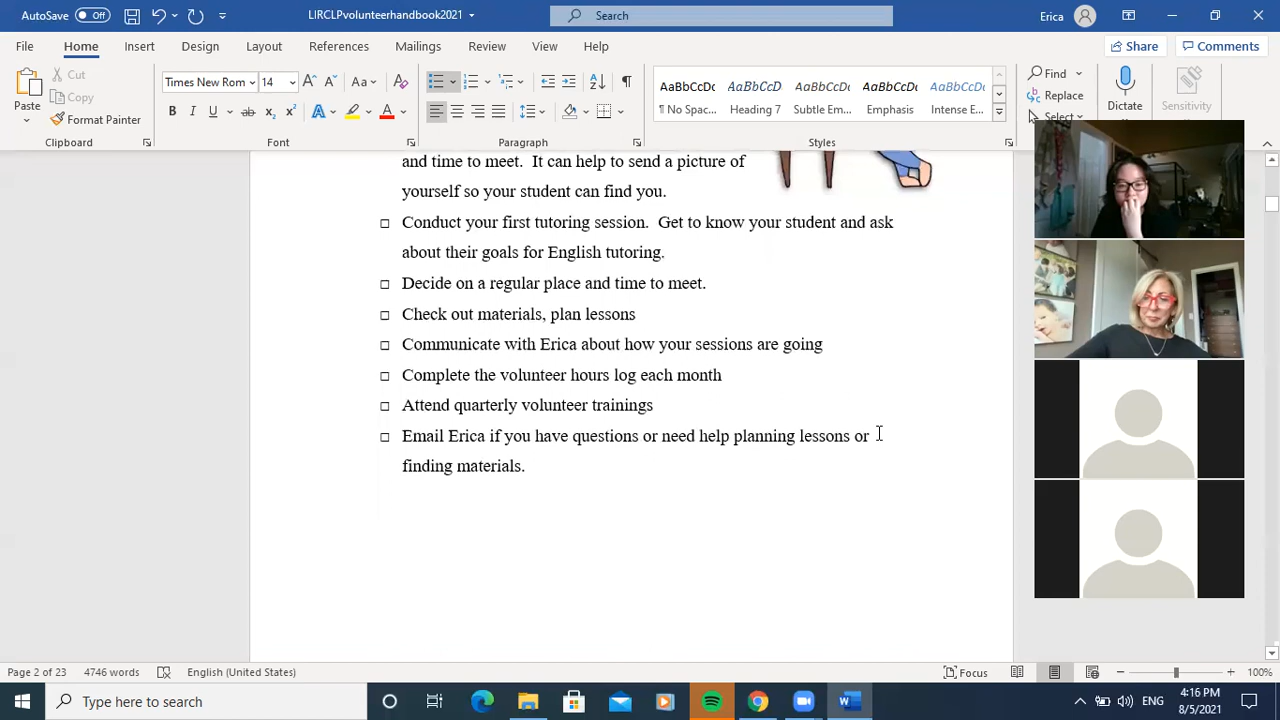 AutoSave Off LIRCLPvolunteerhandbook2021 Search Erica
File Home Insert Design Layout References Mailings Review View Help Share Comments
Paste Cut Copy Format Painter
Times New Rom 14 Aa
AaBbCcDc AaBbCcD AaBbCcDc AaBbCcDc AaBbCcDc
¶ No Spac... Heading 7 Subtle Em... Emphasis Intense E...
Find Replace Select
Dictate Sensitivity
Clipboard Font Paragraph Styles
and time to meet. It can help to send a picture of
yourself so your student can find you.
Conduct your first tutoring session. Get to know your student and ask
about their goals for English tutoring.
Decide on a regular place and time to meet.
Check out materials, plan lessons
Communicate with Erica about how your sessions are going
Complete the volunteer hours log each month
Attend quarterly volunteer trainings
Email Erica if you have questions or need help planning lessons or
finding materials.
Page 2 of 23 4746 words English (United States) Focus 100%
Type here to search ENG 4:16 PM
8/5/2021